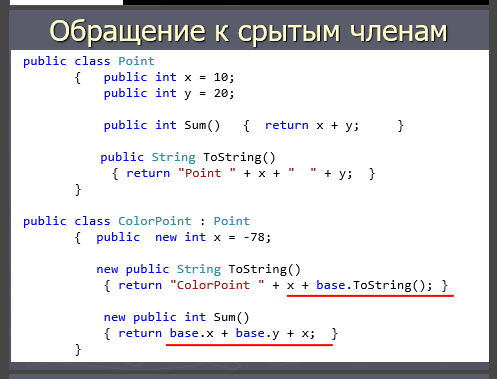 Обращение к срытым членам
public class Point
{ public int x = 10;
public int y = 20;
public int Sum() { return x + y; }
public String ToString()
{ return "Point " + x + " " + y; }
}
public class ColorPoint : Point
{ public new int x = -78;
new public String ToString()
{ return "ColorPoint " + x + base.ToString(); }
new public int Sum()
{ return base.x + base.y + x; }
}